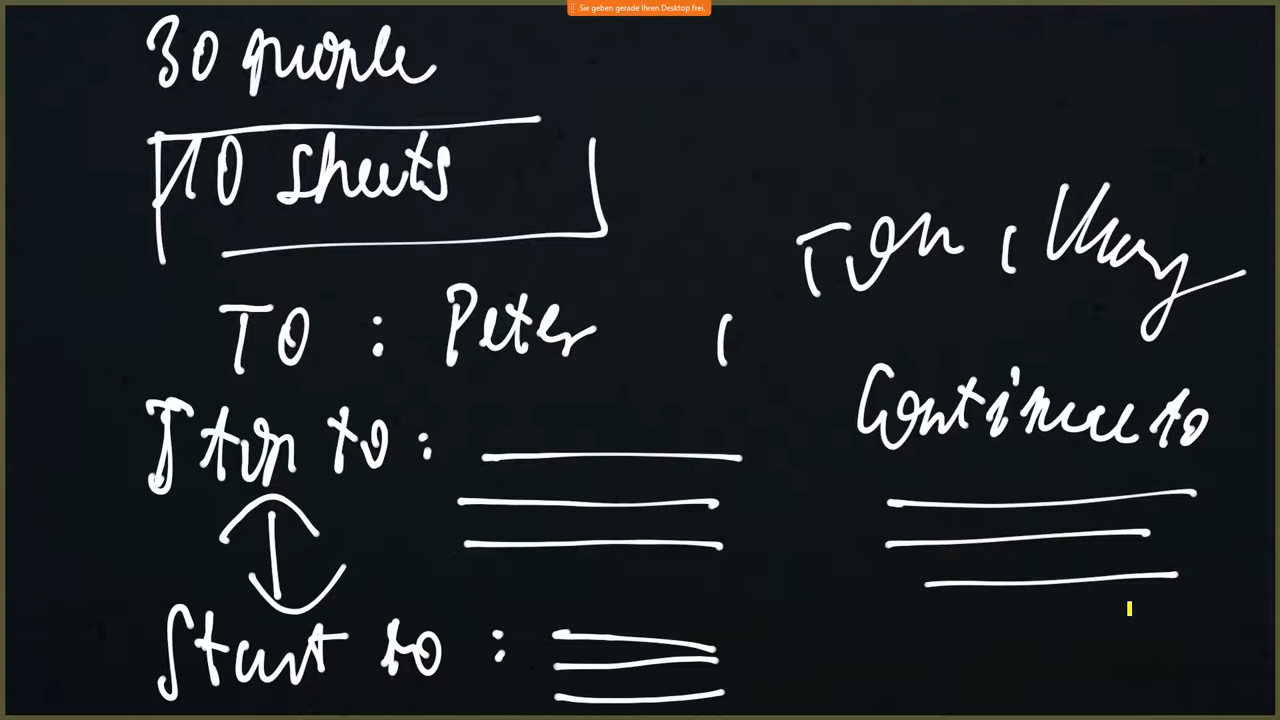 Sie geben gerade Ihren Desktop frei.
30 people
10 sheets
TO : Peter , Tom , Mary
Stop to :
Continue to
Start to :